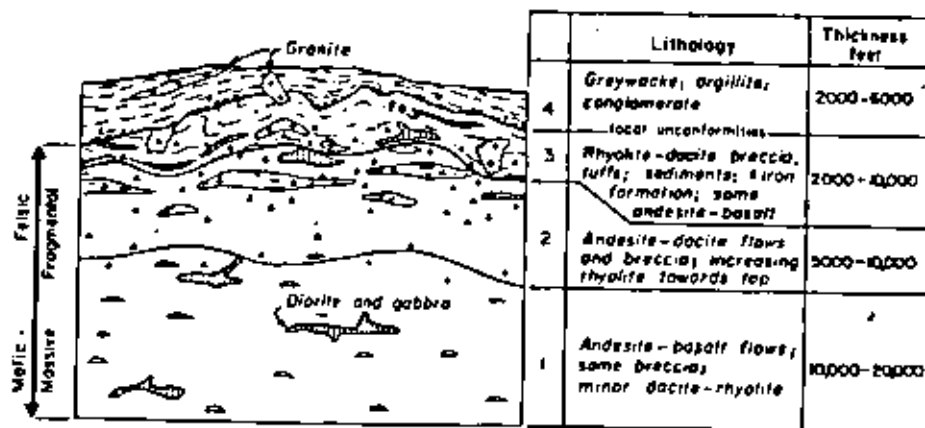 Granite
Fe
Felsic
Fragmental
Mafic -
Massive
Diorite and gabbro
Lithology
Thickness
feet
4
Greywacke; argillite;
conglomerate
2000-6000
local unconformities
3
Rhyolite-dacite breccia,
tuffs; sediments; iron
formation; some
andesite-basalt
2000-10,000
2
Andesite-dacite flows
and breccia; increasing
rhyolite towards top
5000-10,000
1
Andesite-basalt flows;
some breccia;
minor dacite-rhyolite
10,000-20,000